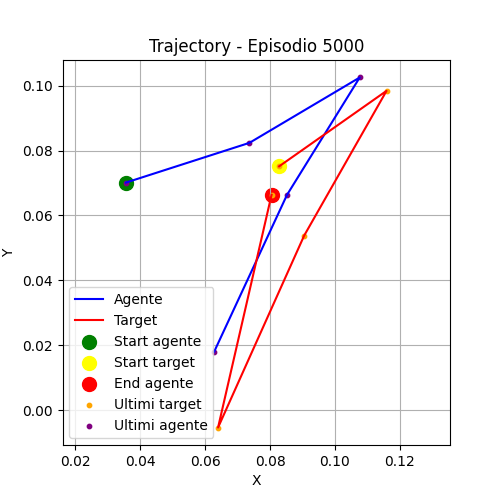 Trajectory - Episodio 5000
Y
0.10
0.08
0.06
0.04
0.02
0.00
Agente
Target
Start agente
Start target
End agente
Ultimi target
Ultimi agente
0.02 0.04 0.06 0.08 0.10 0.12
X